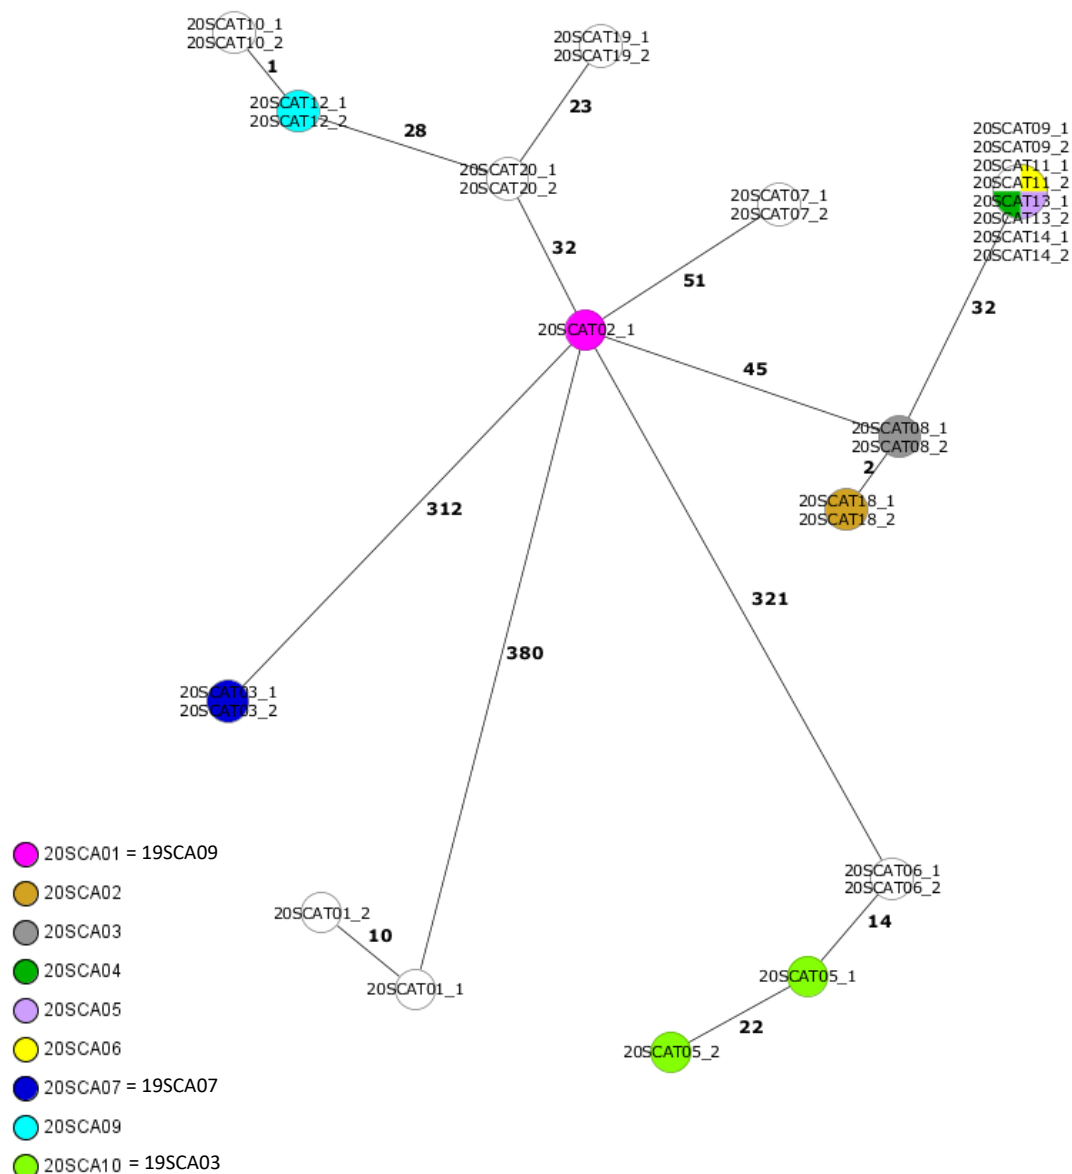 20SCAT10_1
20SCAT10_2
1
20SCAT12_1
20SCAT12_2
28
20SCAT19_1
20SCAT19_2
23
20SCAT20_1
20SCAT20_2
32
20SCAT07_1
20SCAT07_2
51
20SCAT09_1
20SCAT09_2
20SCAT11_1
20SCAT11_2
20SCAT13_1
20SCAT13_2
20SCAT14_1
20SCAT14_2
32
20SCAT02_1
45
20SCAT08_1
20SCAT08_2
2
20SCAT18_1
20SCAT18_2
312
321
380
20SCAT03_1
20SCAT03_2
20SCAT06_1
20SCAT06_2
14
20SCAT01_2
10
20SCAT01_1
20SCAT05_1
22
20SCAT05_2
20SCA01 = 19SCA09
20SCA02
20SCA03
20SCA04
20SCA05
20SCA06
20SCA07 = 19SCA07
20SCA09
20SCA10 = 19SCA03